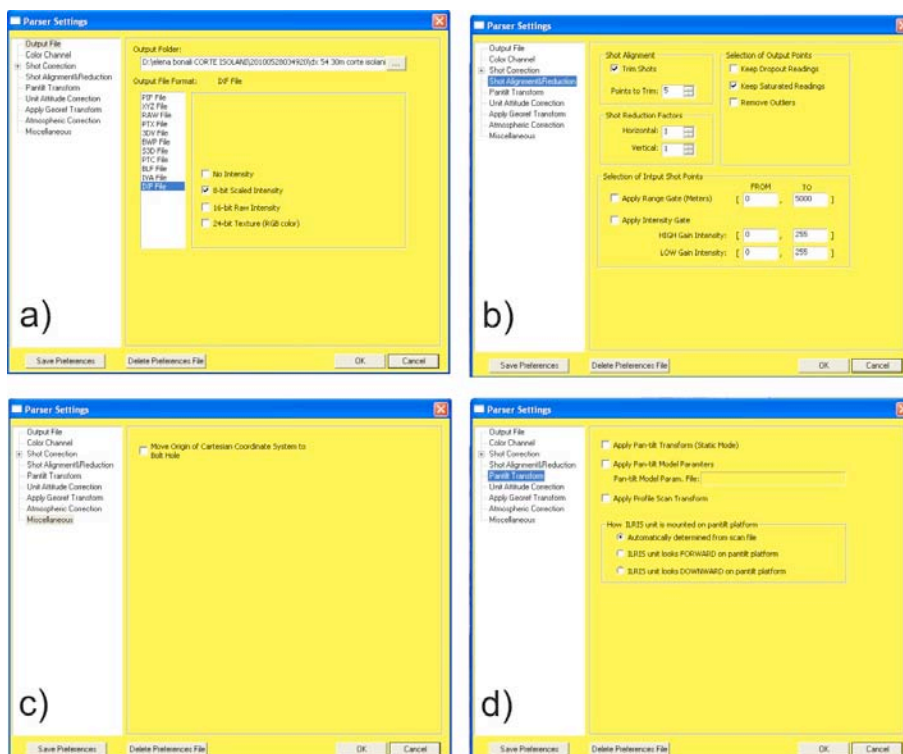 Parser Settings
Output File
Color Channel
Shot Correction
Shot Alignment&Reduction
Pantilt Transform
Unit Attitude Correction
Apply Georef Transform
Atmospheric Correction
Miscellaneous
Output Folder:
...
Output File Format: DIF File
PIF File
XYZ File
RAW File
PTX File
3DV File
BWP File
S3D File
PTC File
BLF File
IVA File
DIF File
No Intensity
8-bit Scaled Intensity
16-bit Raw Intensity
24-bit Texture (RGB color)
a)
Save Preferences
Delete Preferences File
OK
Cancel
Parser Settings
Output File
Color Channel
Shot Correction
Shot Alignment&Reduction
Pantilt Transform
Unit Attitude Correction
Apply Georef Transform
Atmospheric Correction
Miscellaneous
Shot Alignment
Trim Shots
Points to Trim: 5
Shot Reduction Factors
Horizontal: 1
Vertical: 1
Selection of Output Points
Keep Dropout Readings
Keep Saturated Readings
Remove Outliers
Selection of Intput Shot Points
FROM TO
Apply Range Gate (Meters) [ 0 , 5000 ]
Apply Intensity Gate
HIGH Gain Intensity: [ 0 , 255 ]
LOW Gain Intensity: [ 0 , 255 ]
b)
Save Preferences
Delete Preferences File
OK
Cancel
Parser Settings
Output File
Color Channel
Shot Correction
Shot Alignment&Reduction
Pantilt Transform
Unit Attitude Correction
Apply Georef Transform
Atmospheric Correction
Miscellaneous
Move Origin of Cartesian Coordinate System to
Bolt Hole
c)
Save Preferences
Delete Preferences File
OK
Cancel
Parser Settings
Output File
Color Channel
Shot Correction
Shot Alignment&Reduction
Pantilt Transform
Unit Attitude Correction
Apply Georef Transform
Atmospheric Correction
Miscellaneous
Apply Pan-tilt Transform (Static Mode)
Apply Pan-tilt Model Paramters
Pan-tilt Model Param. File:
Apply Profile Scan Transform
How ILRIS unit is mounted on pantilt platform
Automatically determined from scan file
ILRIS unit looks FORWARD on pantilt platform
ILRIS unit looks DOWNWARD on pantilt platform
d)
Save Preferences
Delete Preferences File
OK
Cancel